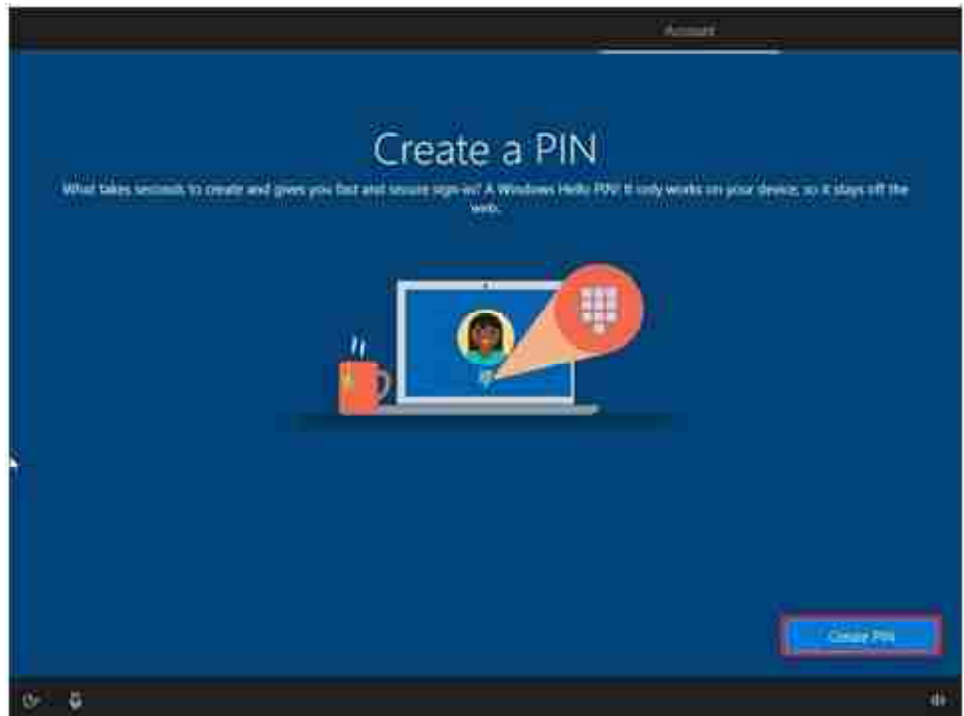 Account
Create a PIN
What takes seconds to create and gives you fast and secure sign-in? A Windows Hello PIN! It only works on your device, so it stays off the
web.
Create PIN